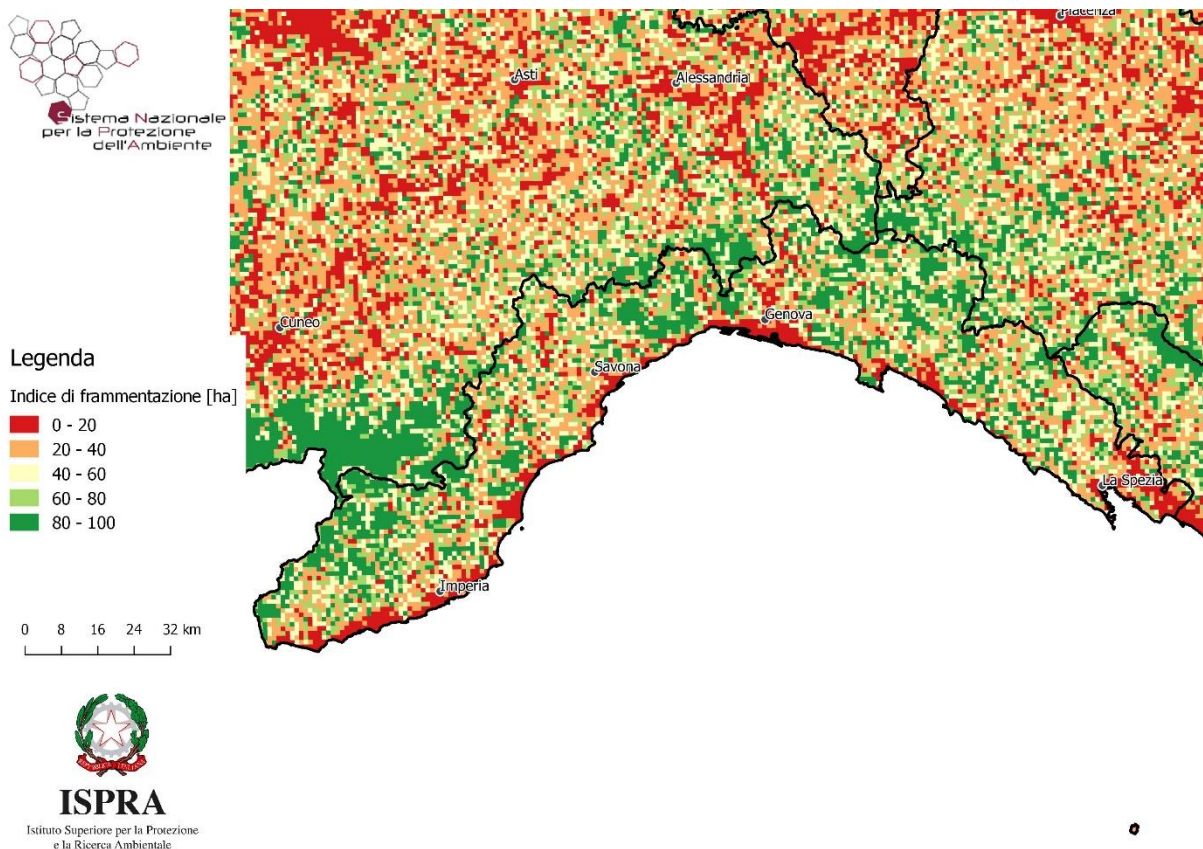 Sistema Nazionale
per la Protezione
dell'Ambiente
Piacenza
Asti
Alessandria
Cuneo
Genova
Savona
La Spezia
Imperia
Legenda
Indice di frammentazione [ha]
0 - 20
20 - 40
40 - 60
60 - 80
80 - 100
0 8 16 24 32 km
REPVBBLICA ITALIANA
ISPRA
Istituto Superiore per la Protezione
e la Ricerca Ambientale